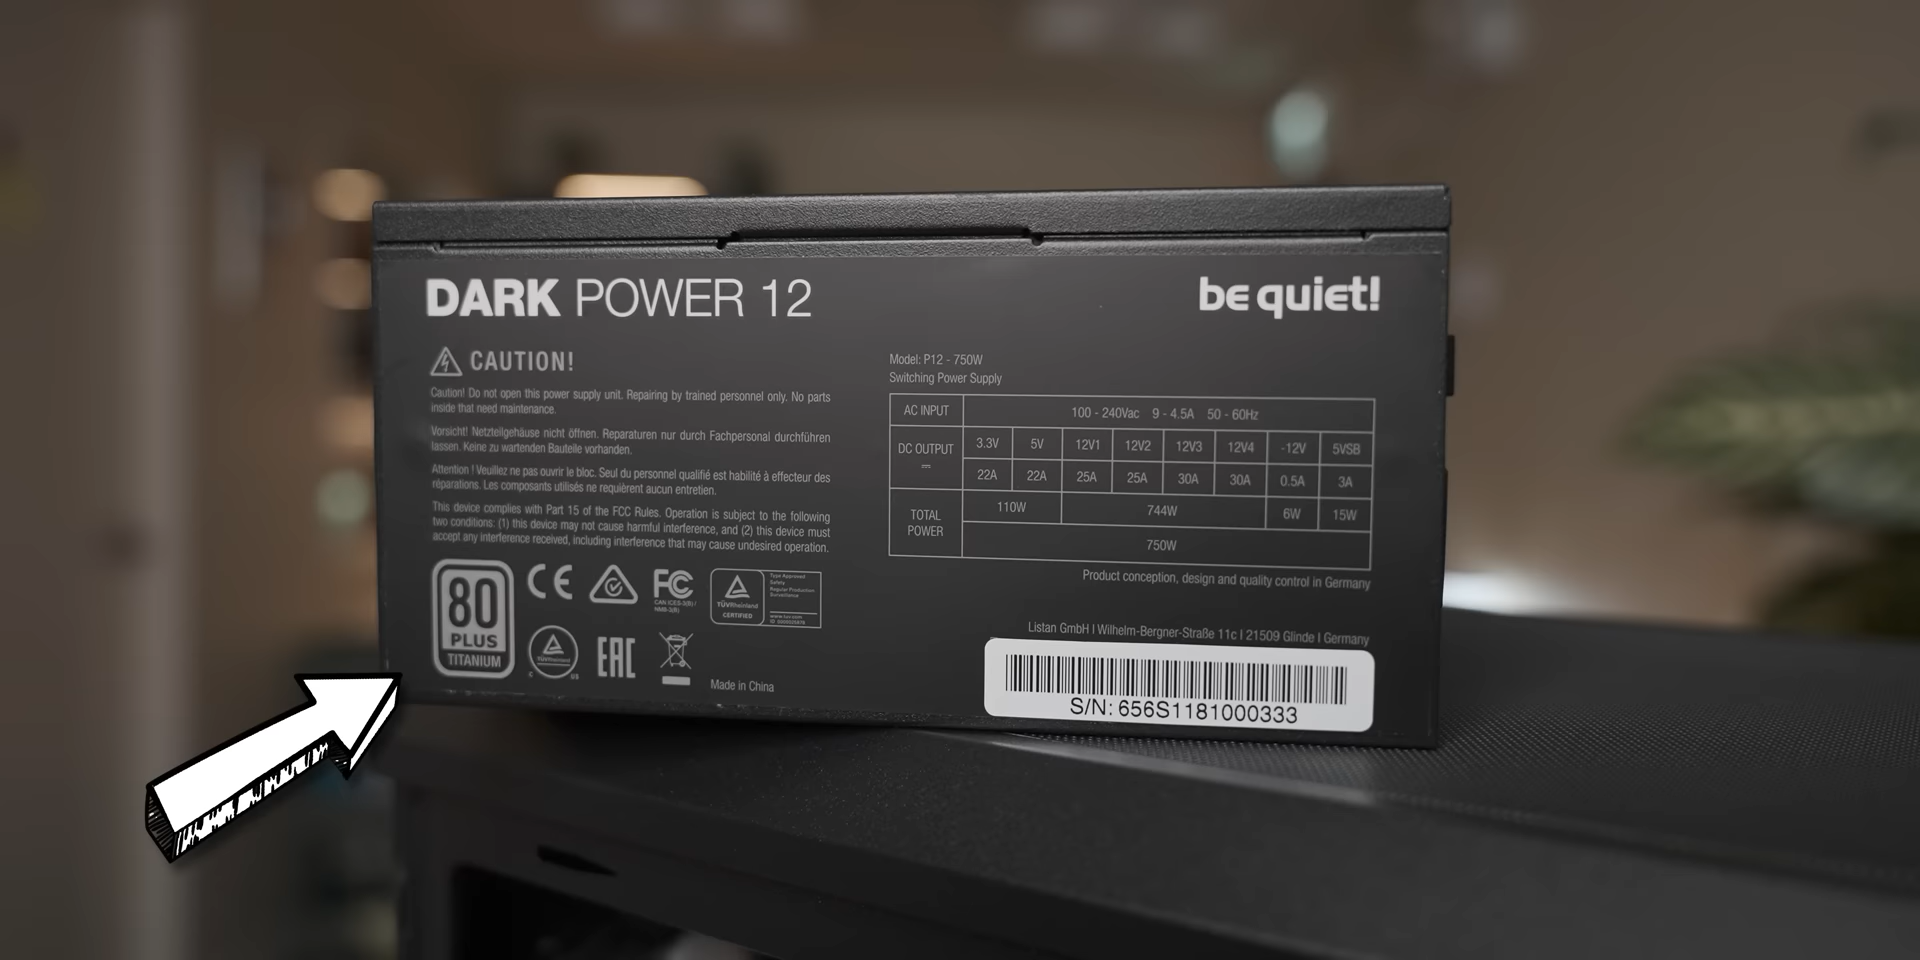 DARK POWER 12
be quiet!
CAUTION!
Caution! Do not open this power supply unit. Repairing by trained personnel only. No parts
inside that need maintenance.
Vorsicht! Netzteilgehäuse nicht öffnen. Reparaturen nur durch Fachpersonal durchführen
lassen. Keine zu wartenden Bauteile vorhanden.
Attention ! Veuillez ne pas ouvrir le bloc. Seul du personnel qualifié est habilité à effecteur des
réparations. Les composants utilisés ne requièrent aucun entretien.
This device complies with Part 15 of the FCC Rules. Operation is subject to the following
two conditions: (1) this device may not cause harmful interference, and (2) this device must
accept any interference received, including interference that may cause undesired operation.
80
PLUS
TITANIUM
CE
FC
CAN ICES-3(B)/
NMB-3(B)
TÜVRheinland
CERTIFIED
Type Approved
Safety
Regular Production
Surveillance
www.tuv.com
TÜVRheinland
C US
EAC
Made in China
Model: P12 - 750W
Switching Power Supply
AC INPUT 100 - 240Vac 9 - 4.5A 50 - 60Hz
DC OUTPUT 3.3V 5V 12V1 12V2 12V3 12V4 -12V 5VSB
22A 22A 25A 25A 30A 30A 0.5A 3A
TOTAL POWER 110W 744W 6W 15W
750W
Product conception, design and quality control in Germany
Listan GmbH I Wilhelm-Bergner-Straße 11c I 21509 Glinde I Germany
S/N: 656S1181000333